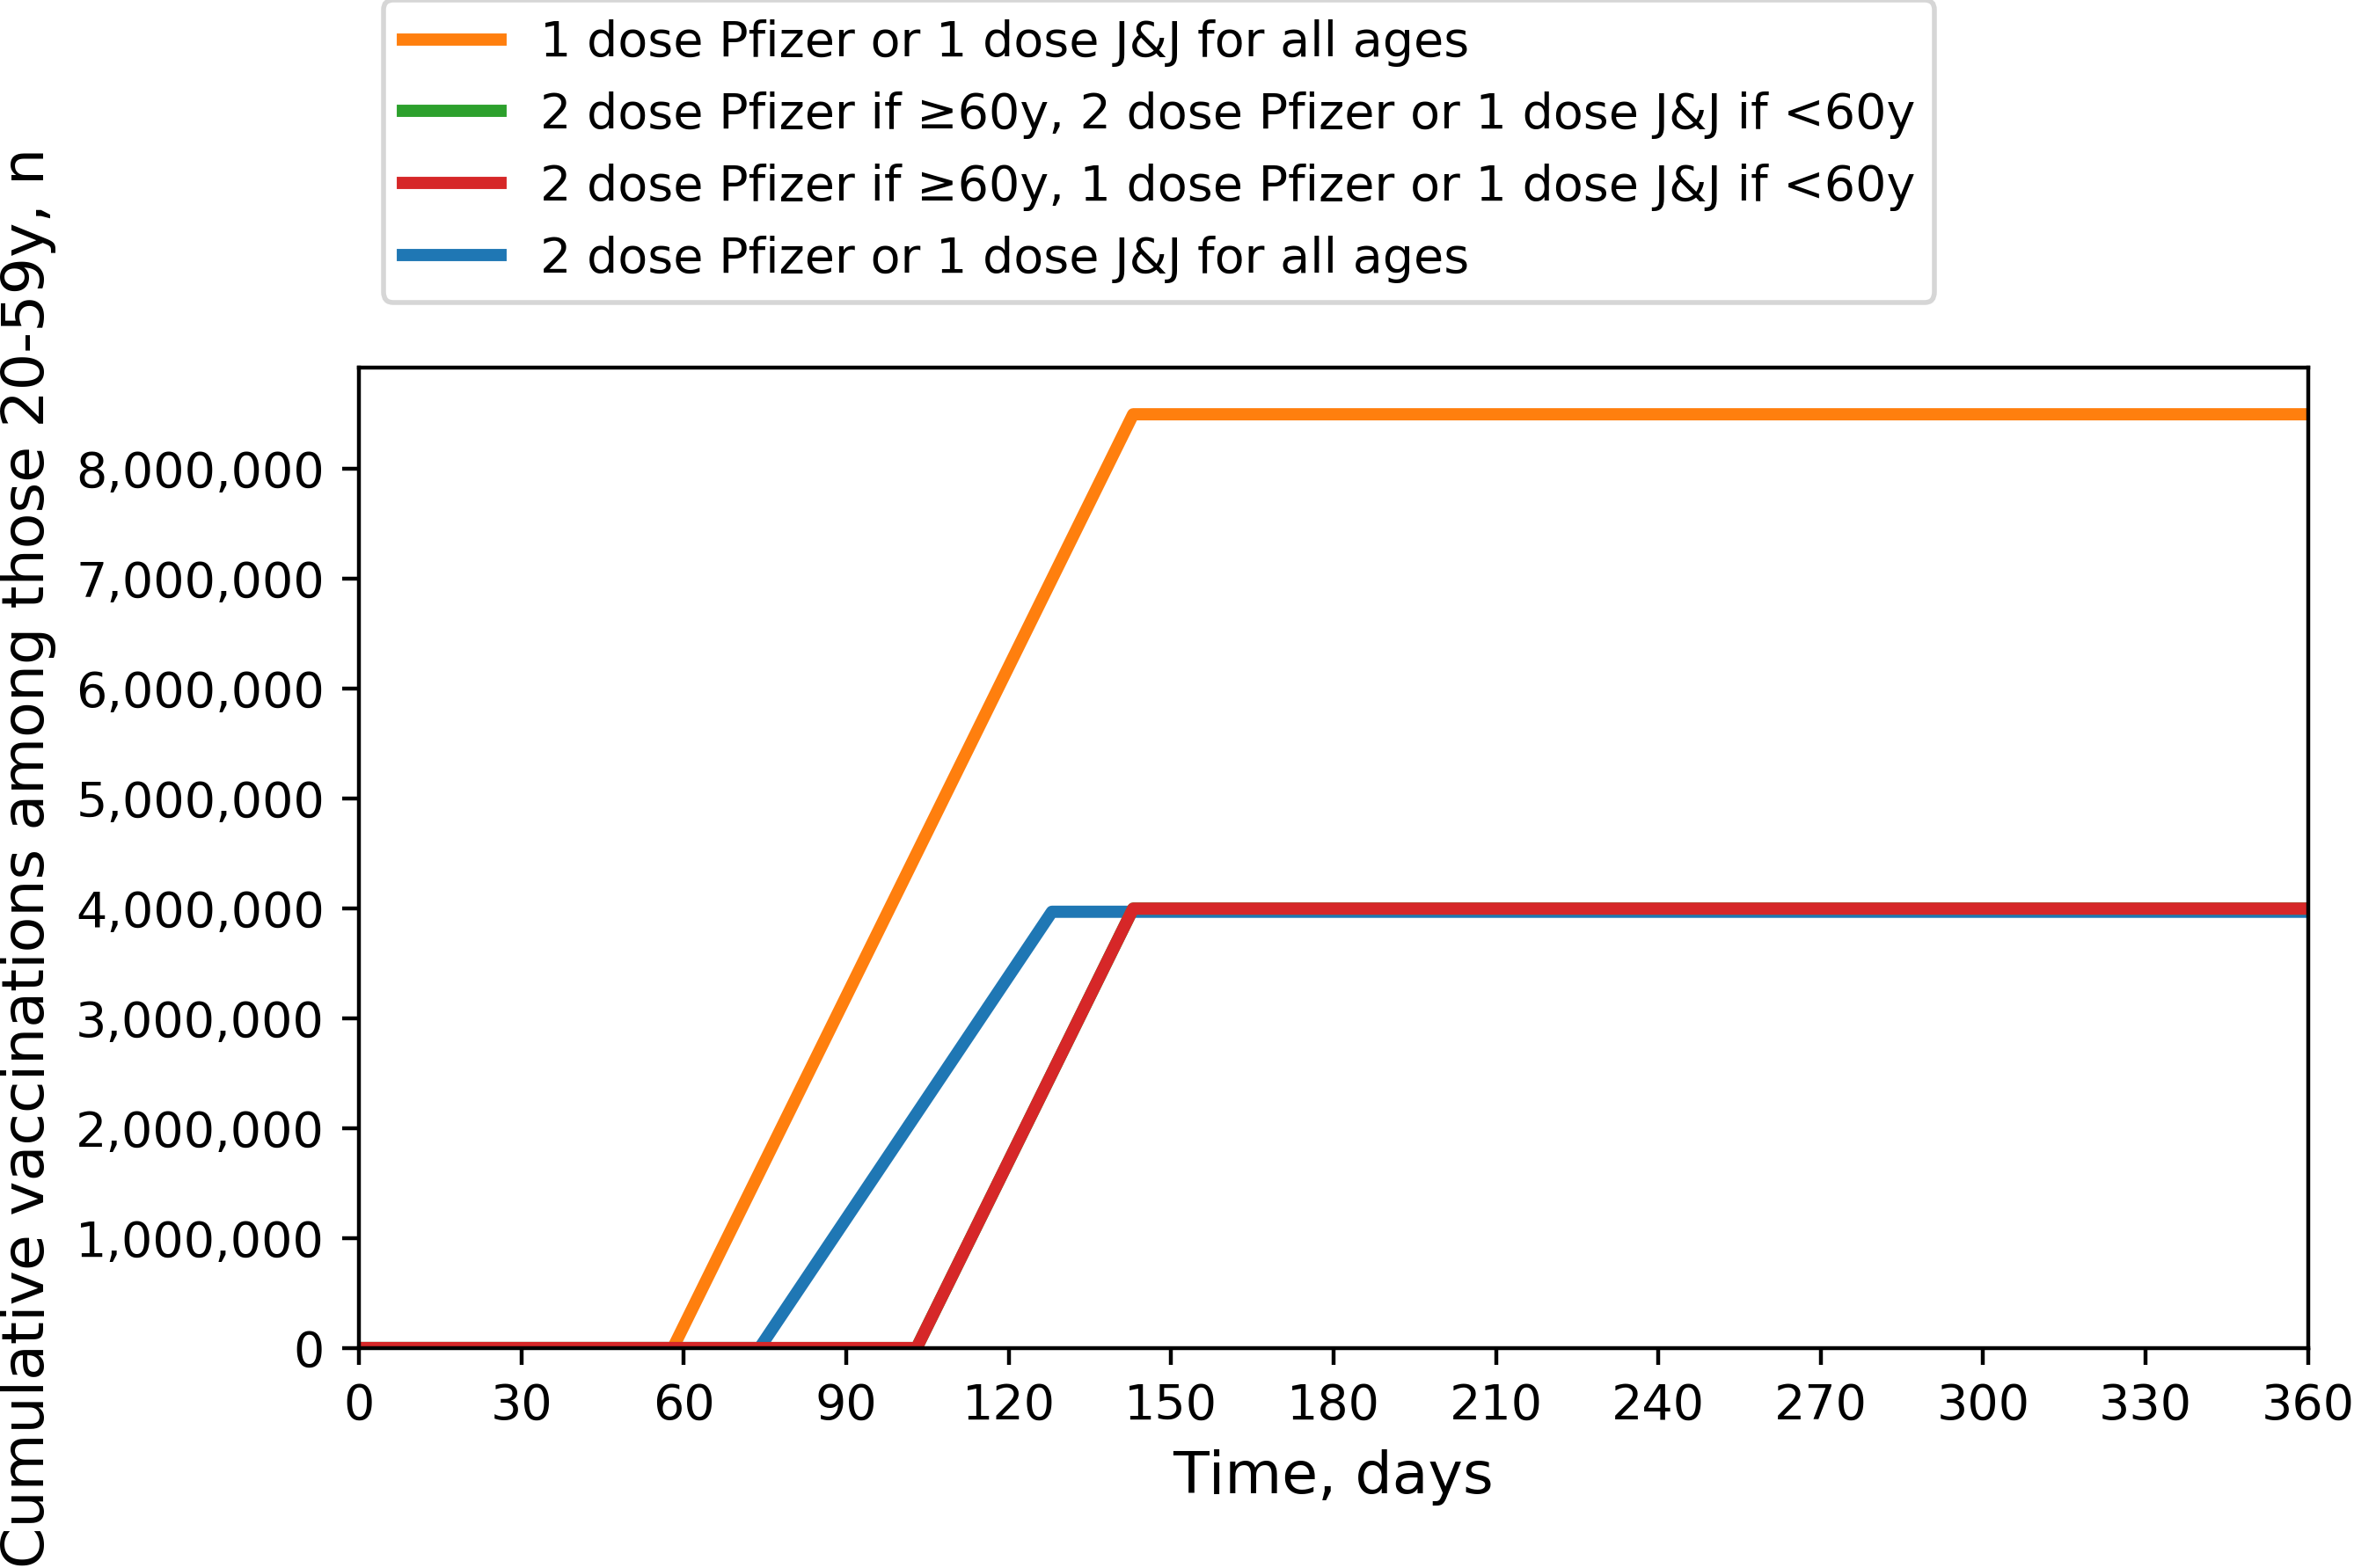 1 dose Pfizer or 1 dose J&J for all ages
2 dose Pfizer if ≥60y, 2 dose Pfizer or 1 dose J&J if <60y
2 dose Pfizer if ≥60y, 1 dose Pfizer or 1 dose J&J if <60y
2 dose Pfizer or 1 dose J&J for all ages
Cumulative vaccinations among those 20-59y, n
8,000,000
7,000,000
6,000,000
5,000,000
4,000,000
3,000,000
2,000,000
1,000,000
0
0 30 60 90 120 150 180 210 240 270 300 330 360
Time, days